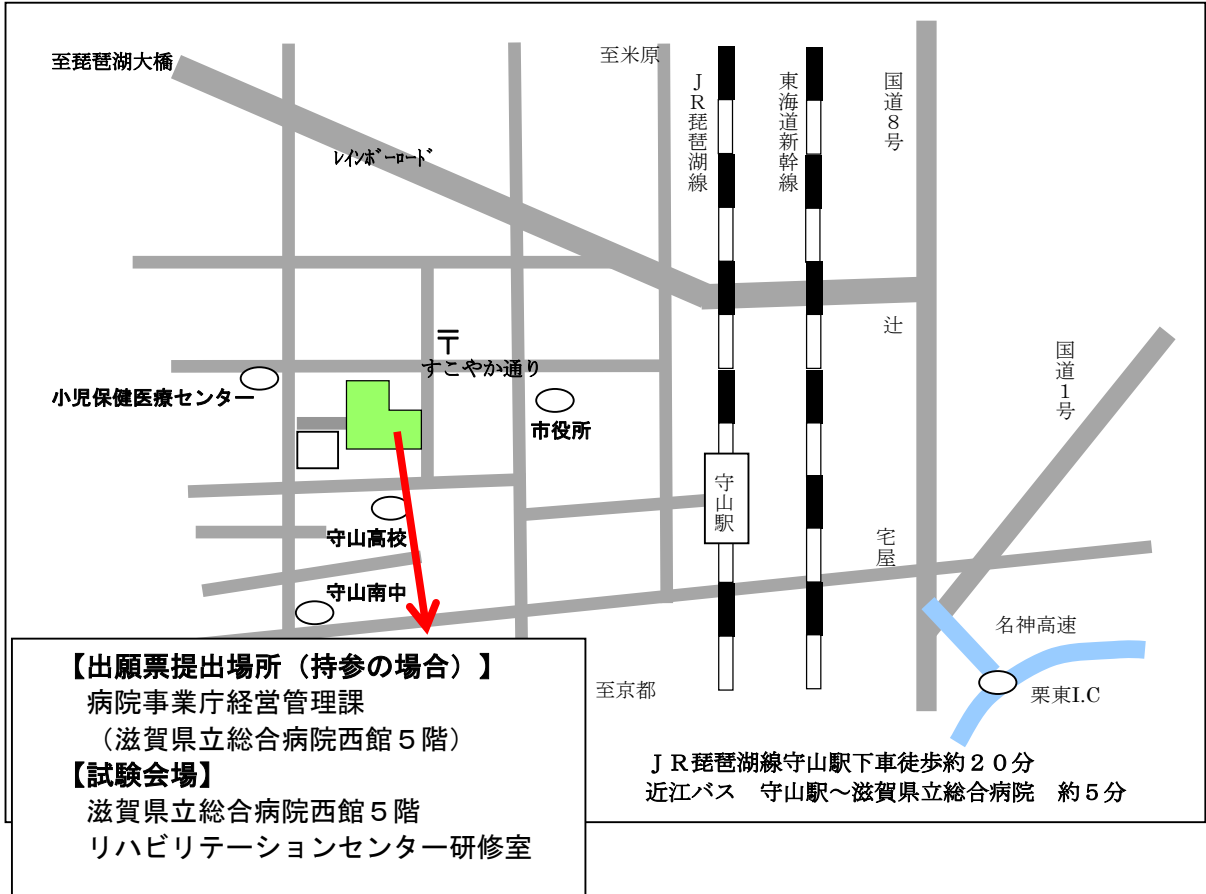 至琵琶湖大橋
至米原
ＪＲ琵琶湖線
東海道新幹線
国道８号
ﾚｲﾝﾎﾞｰﾛｰﾄﾞ
辻
国道１号
〒
すこやか通り
小児保健医療センター
市役所
守山駅
守山高校
宅屋
守山南中
名神高速
栗東I.C
至京都
【出願票提出場所（持参の場合）】
病院事業庁経営管理課
（滋賀県立総合病院西館５階）
【試験会場】
滋賀県立総合病院西館５階
リハビリテーションセンター研修室
ＪＲ琵琶湖線守山駅下車徒歩約２０分
近江バス　守山駅～滋賀県立総合病院　約５分